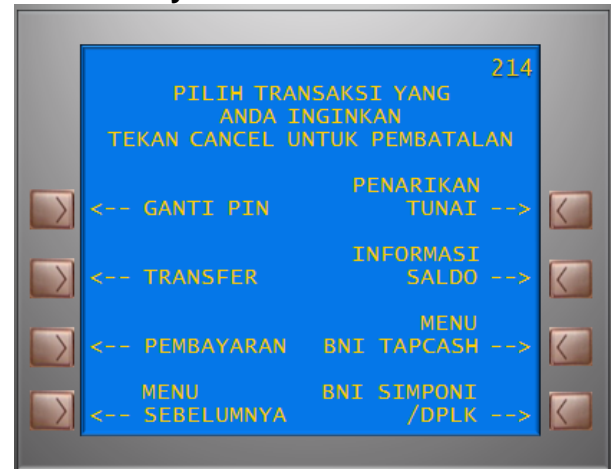 214
PILIH TRANSAKSI YANG
ANDA INGINKAN
TEKAN CANCEL UNTUK PEMBATALAN
PENARIKAN
<-- GANTI PIN TUNAI -->
INFORMASI
<-- TRANSFER SALDO -->
MENU
<-- PEMBAYARAN BNI TAPCASH -->
MENU BNI SIMPONI
<-- SEBELUMNYA /DPLK -->